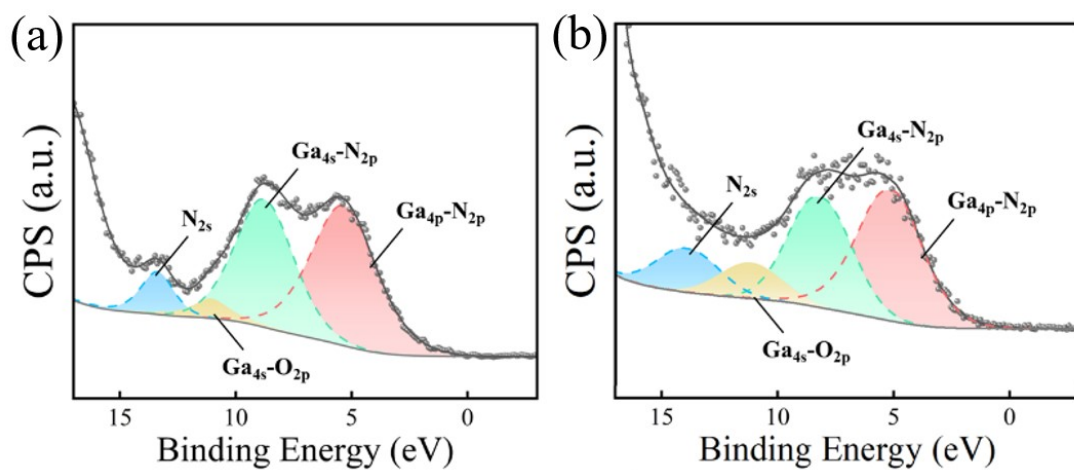 (a)
CPS (a.u.)
Ga4s-N2p
N2s
Ga4p-N2p
Ga4s-O2p
15 10 5 0
Binding Energy (eV)
(b)
CPS (a.u.)
Ga4s-N2p
N2s
Ga4p-N2p
Ga4s-O2p
15 10 5 0
Binding Energy (eV)